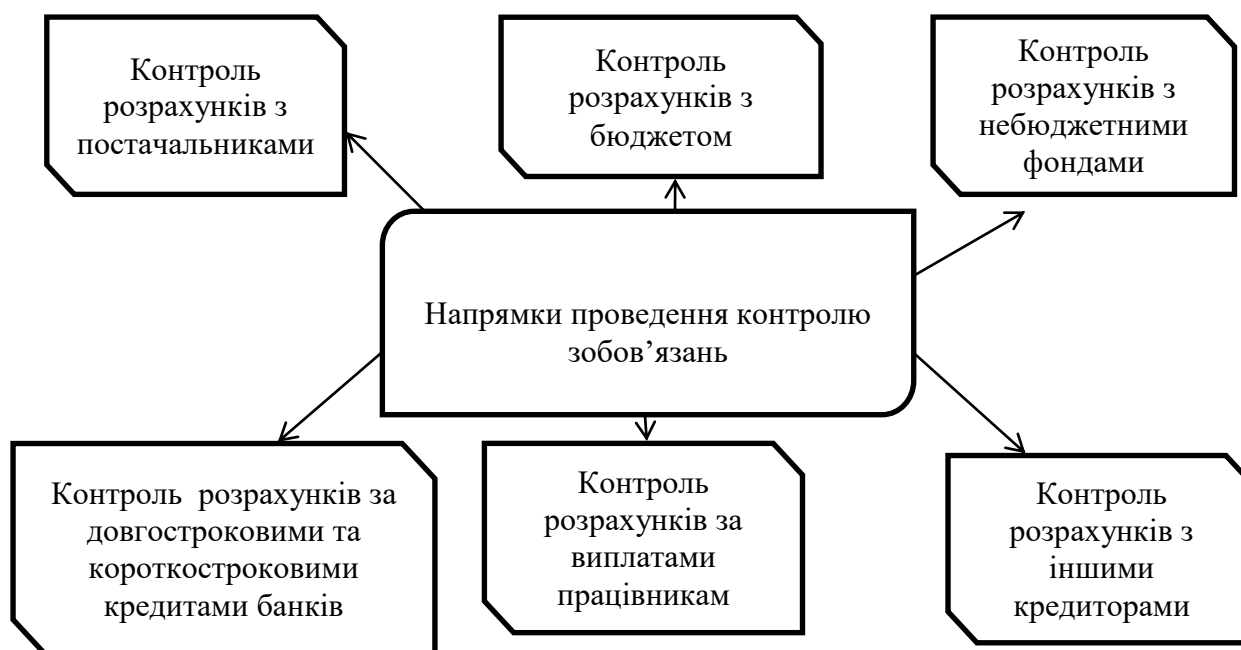 Контроль
розрахунків з
постачальниками
Контроль
розрахунків з
бюджетом
Контроль
розрахунків з
небюджетними
фондами
Напрямки проведення контролю
зобов’язань
Контроль розрахунків за
довгостроковими та
короткостроковими
кредитами банків
Контроль
розрахунків за
виплатами
працівникам
Контроль
розрахунків з
іншими
кредиторами